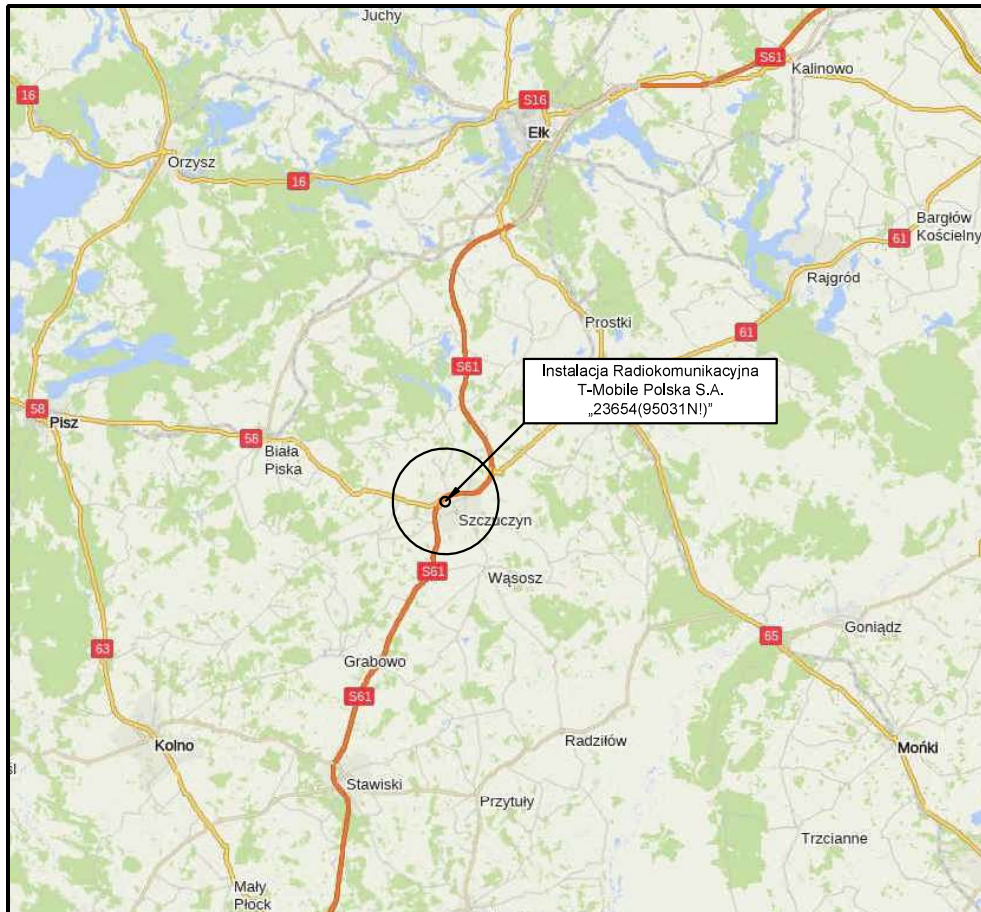 Juchy
S61
Kalinowo
16
S16
Ełk
Orzysz
16
Bargłów
Kościelny
61
Rajgród
Prostki
61
S61
Instalacja Radiokomunikacyjna
T-Mobile Polska S.A.
„23654(95031N!)”
58
Pisz
58
Biała
Piska
Szczuczyn
S61
Wąsosz
Goniądz
65
63
Grabowo
S61
Kolno
Radziłów
Mońki
Stawiski
Przytuły
Trzcianne
Mały
Płock